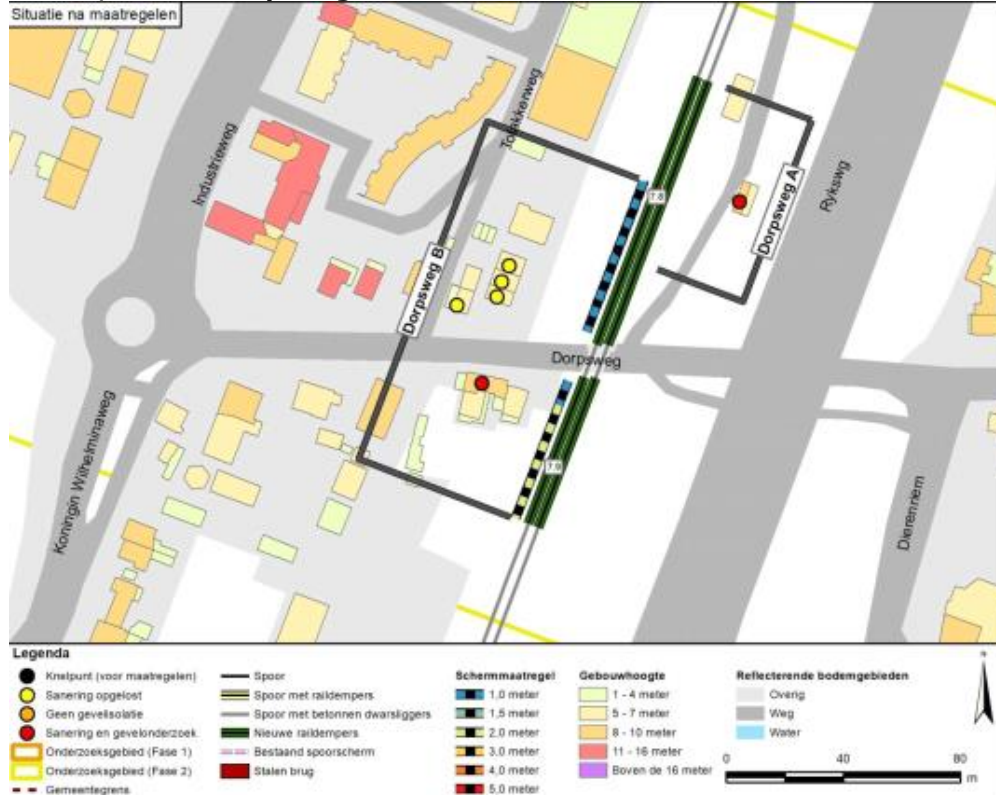 Situatie na maatregelen
Industrieweg
Tolakkerweg
Dorpsweg A
Ryksweg
7.8
Dorpsweg B
Dorpsweg
Koningin Wilhelminaweg
7.9
Dierenriem
Legenda
Knelpunt (voor maatregelen)
Sanering opgelost
Geen gevelisolatie
Sanering en gevelonderzoek
Onderzoeksgebied (Fase 1)
Onderzoeksgebied (Fase 2)
Gemeentegrens
Spoor
Spoor met raildempers
Spoor met betonnen dwarsliggers
Nieuwe raildempers
Bestaand spoorscherm
Stalen brug
Schermmaatregel
1,0 meter
1,5 meter
2,0 meter
3,0 meter
4,0 meter
5,0 meter
Gebouwhoogte
1 - 4 meter
5 - 7 meter
8 - 10 meter
11 - 16 meter
Boven de 16 meter
Reflecterende bodemgebieden
Overig
Weg
Water
0 40 80
m